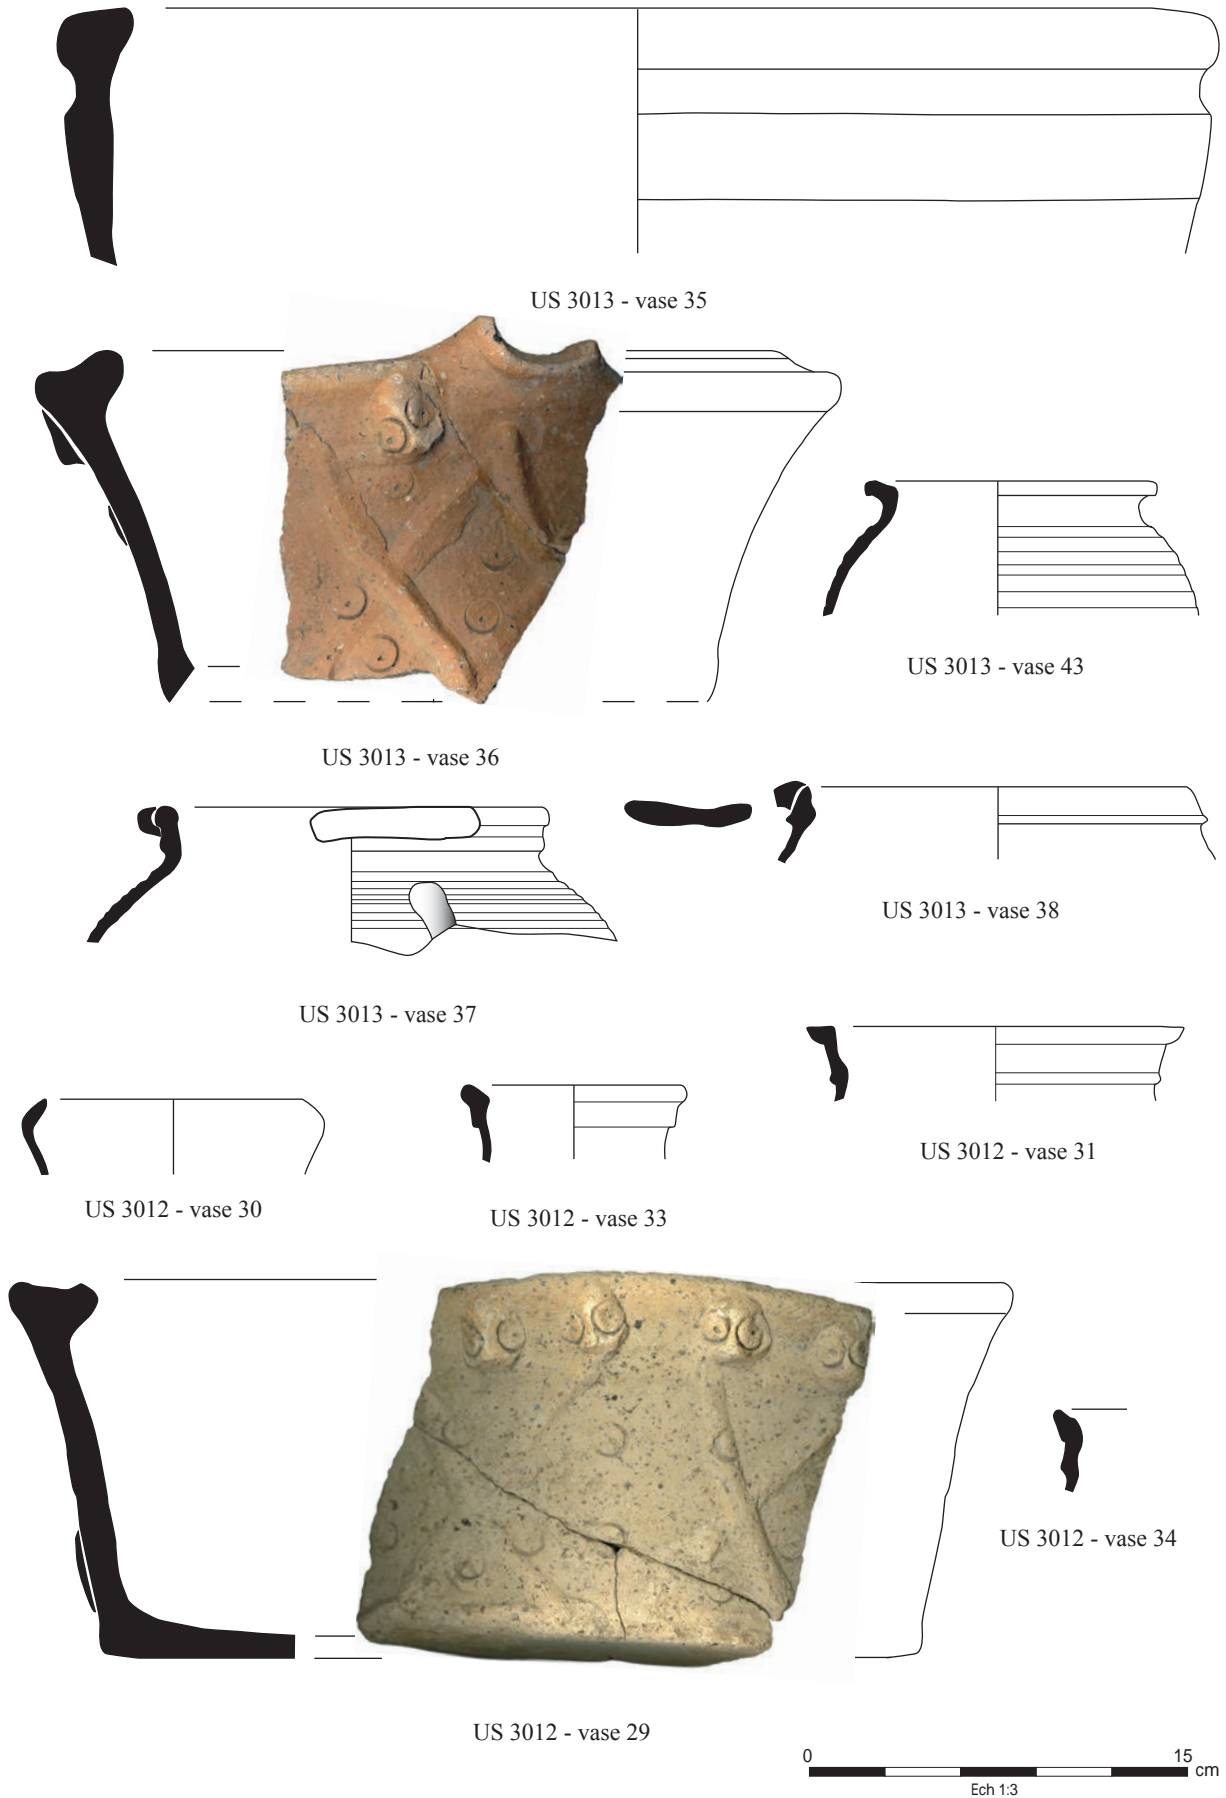 US 3013 - vase 35
US 3013 - vase 43
US 3013 - vase 36
US 3013 - vase 38
US 3013 - vase 37
US 3012 - vase 31
US 3012 - vase 30
US 3012 - vase 33
US 3012 - vase 34
US 3012 - vase 29
0 15 cm
Ech 1:3